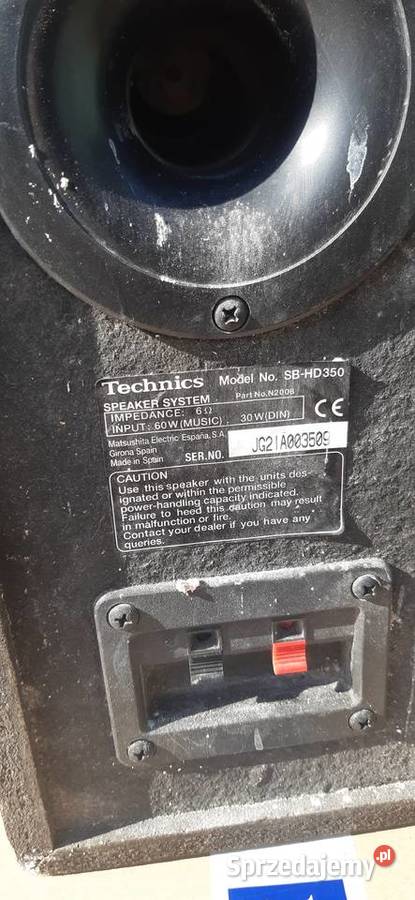 Technics Model No. SB-HD350
SPEAKER SYSTEM Part No.N2006
IMPEDANCE: 6Ω
INPUT: 60W(MUSIC) 30W(DIN) CE
Matsushita Electric España, S.A.
Girona Spain
Made in Sptain SER.NO. JG2IA003509
CAUTION
Use this speaker with the units des-
ignated or within the permissible
power-handling capacity indicated.
Failure to heed this caution may result
in malfunction or fire.
Contact your dealer if you have any
queries.
Sprzedajemy.pl